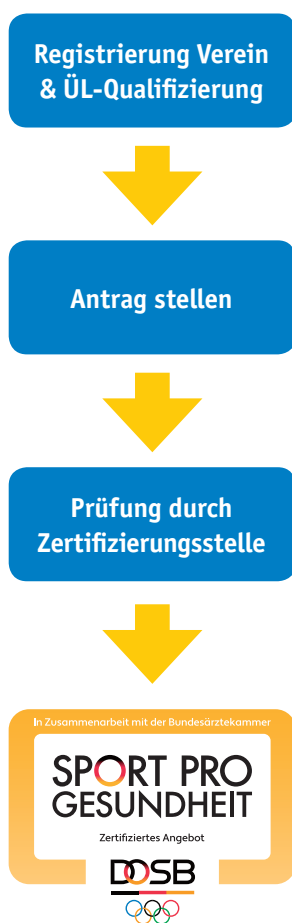 Registrierung Verein
& ÜL-Qualifizierung
Antrag stellen
Prüfung durch
Zertifizierungsstelle
In Zusammenarbeit mit der Bundesärztekammer
SPORT PRO
GESUNDHEIT
Zertifiziertes Angebot
DOSB